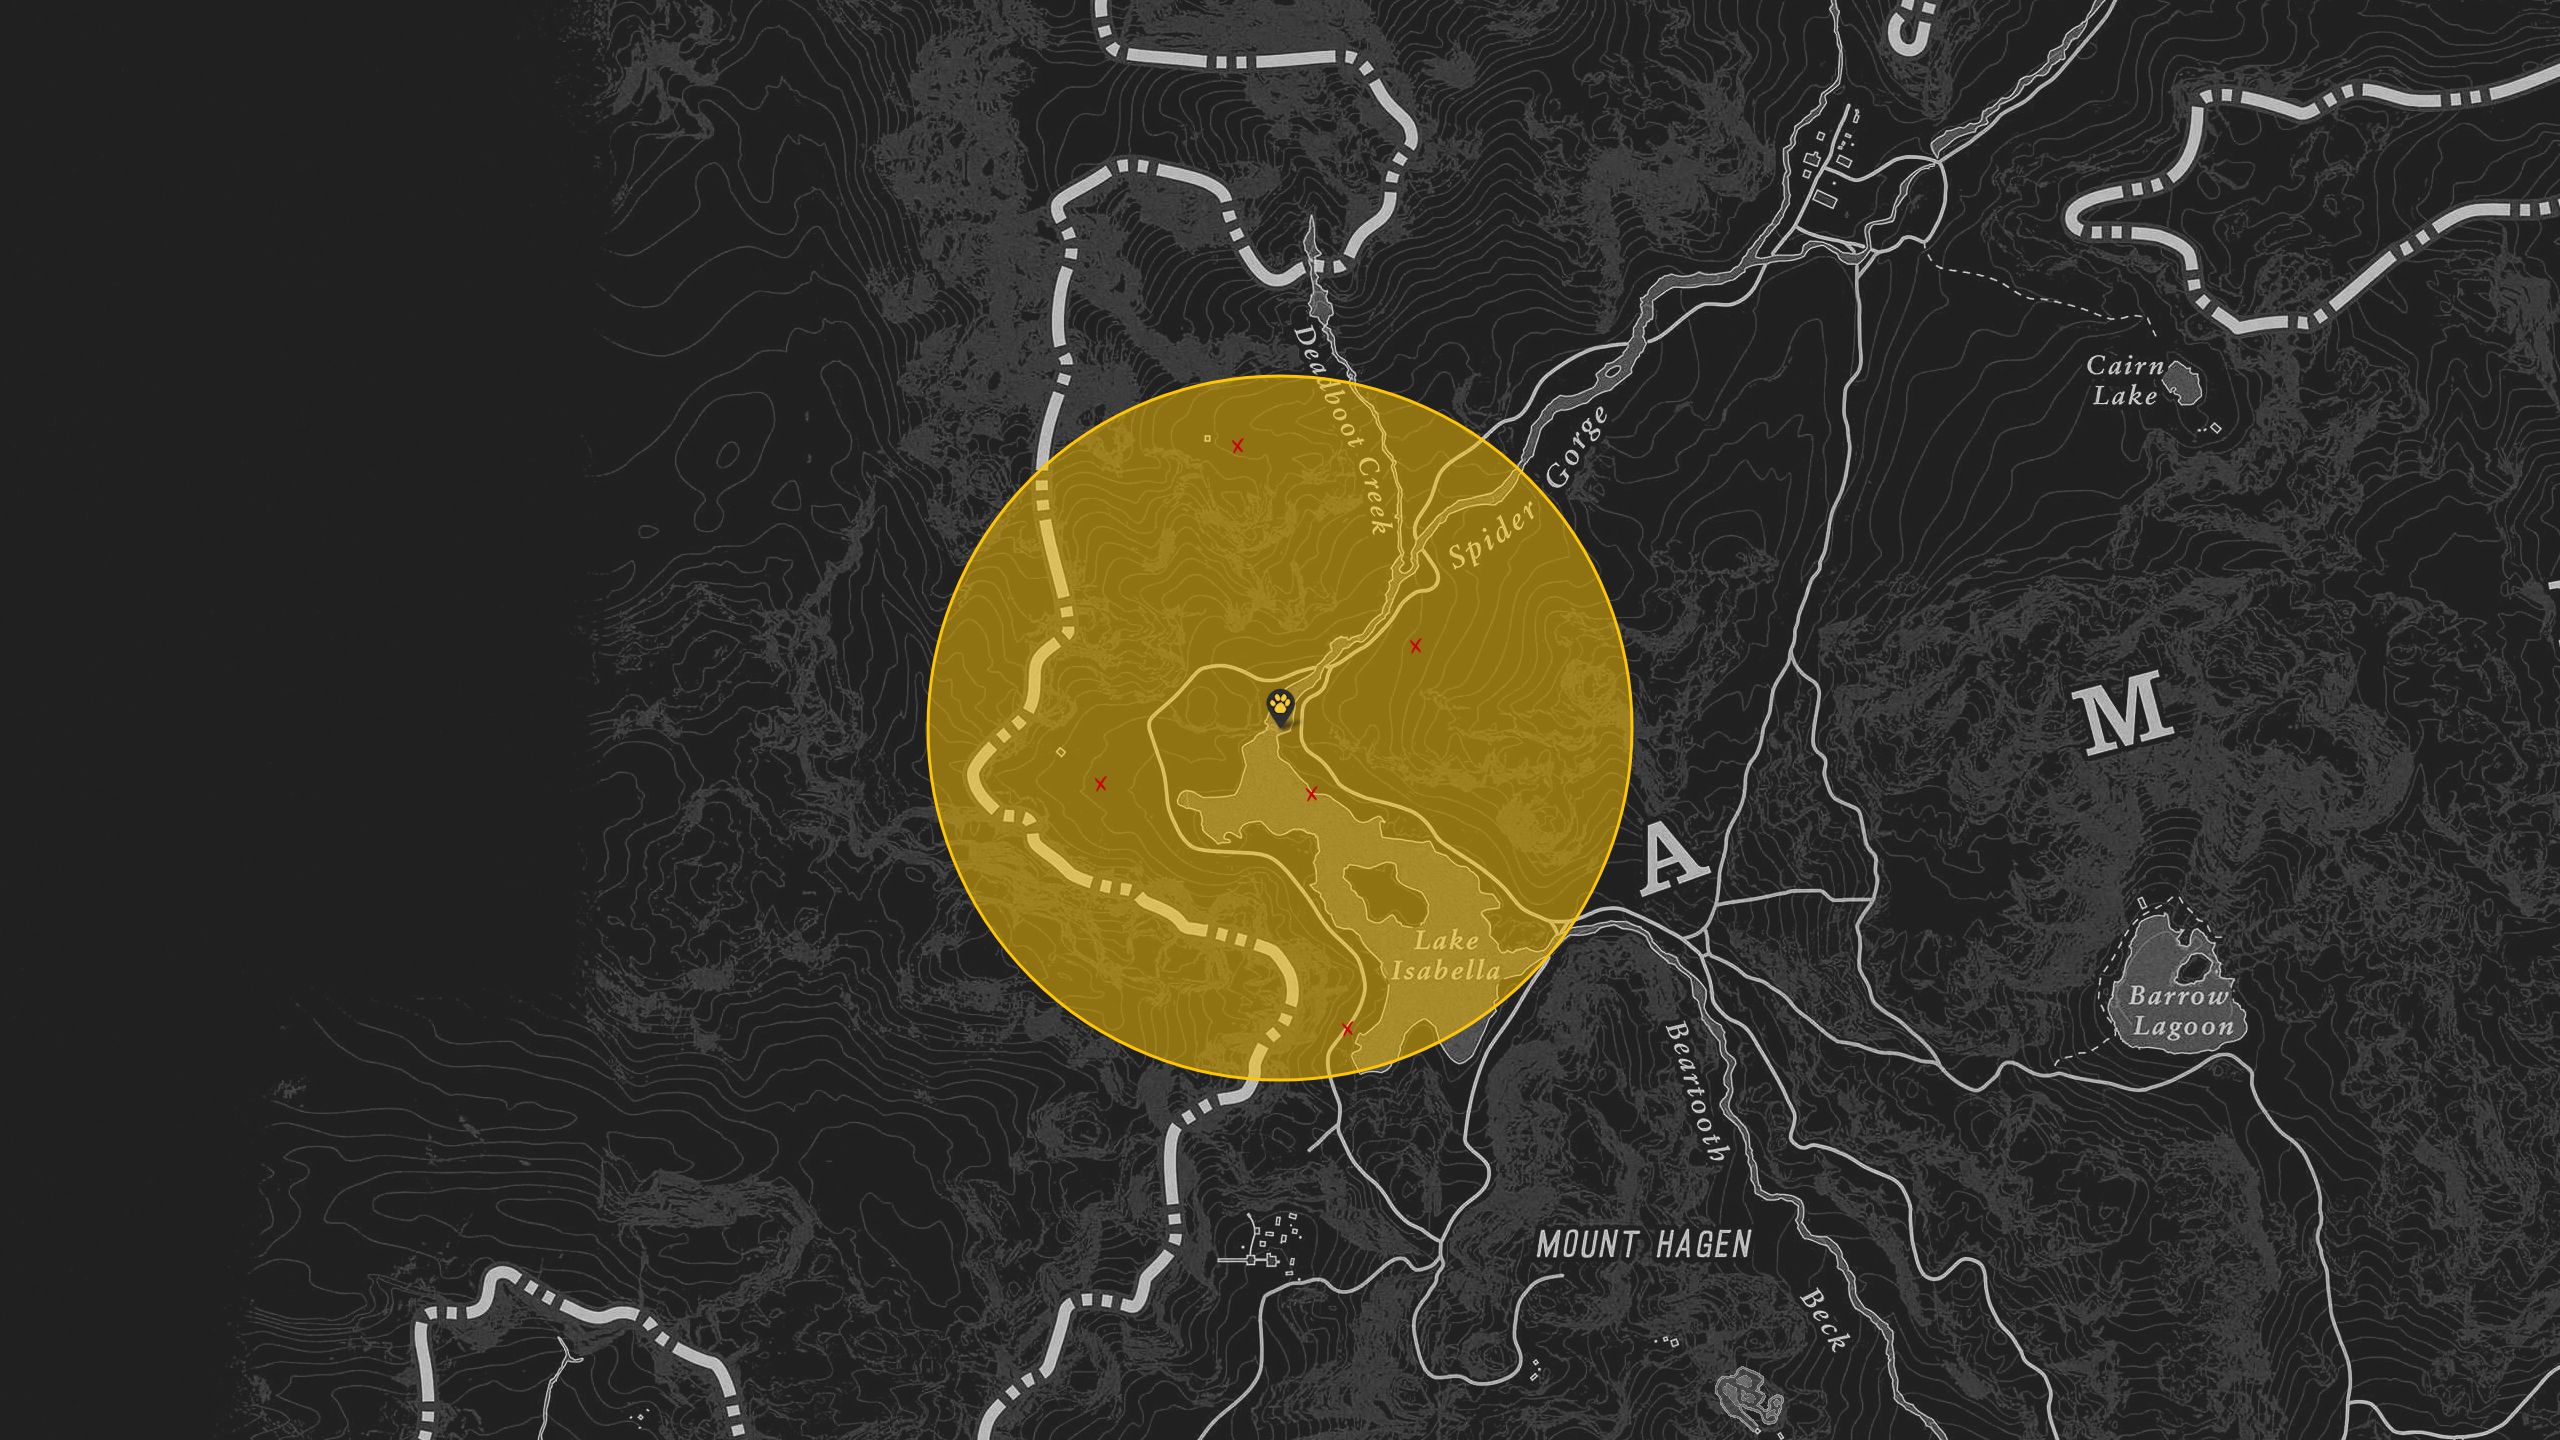 Cairn
Lake
Deadboot Creek
Spider Gorge
M
A
Lake
Isabella
Barrow
Lagoon
Beartooth
Beck
MOUNT HAGEN